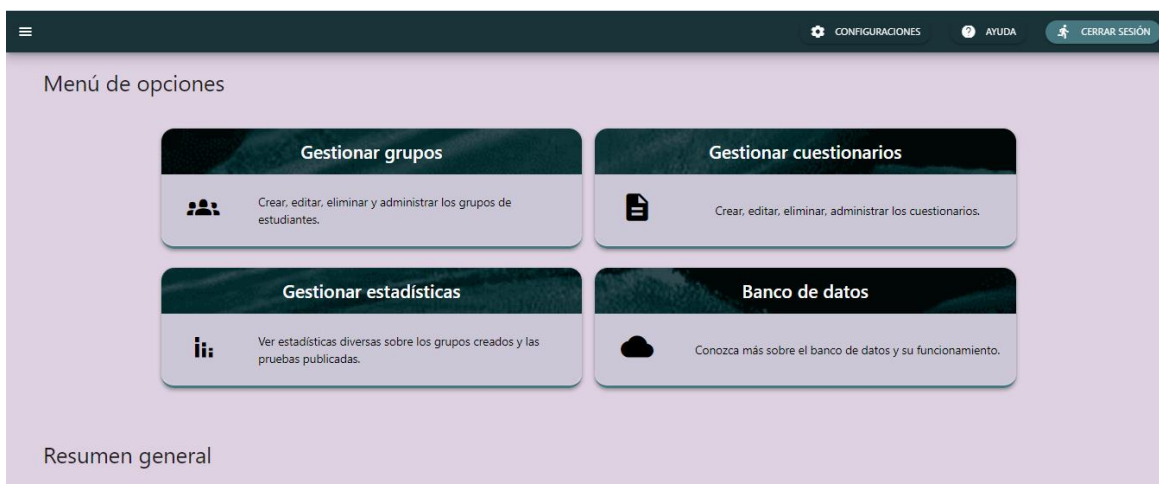 CONFIGURACIONES
AYUDA
CERRAR SESIÓN
Menú de opciones
Gestionar grupos
Crear, editar, eliminar y administrar los grupos de
estudiantes.
Gestionar cuestionarios
Crear, editar, eliminar, administrar los cuestionarios.
Gestionar estadísticas
Ver estadísticas diversas sobre los grupos creados y las
pruebas publicadas.
Banco de datos
Conozca más sobre el banco de datos y su funcionamiento.
Resumen general